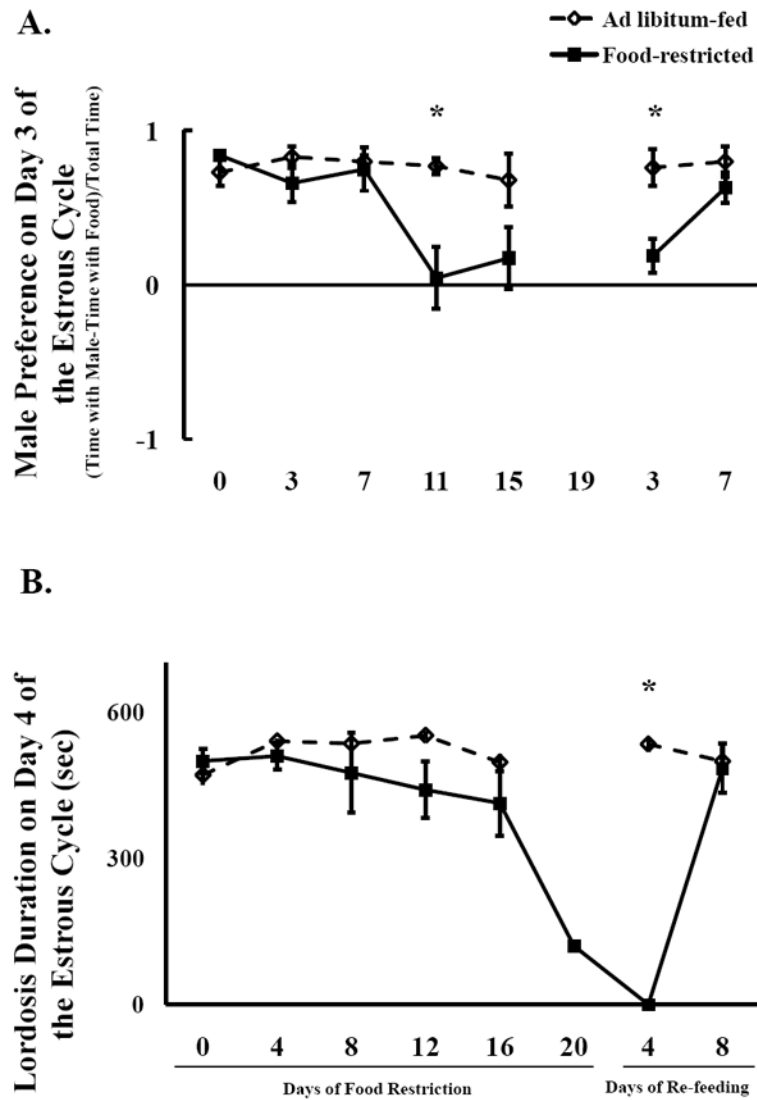 A.
Ad libitum-fed
Food-restricted
Male Preference on Day 3 of
the Estrous Cycle
(Time with Male-Time with Food)/Total Time)
*
*
1
0
-1
0 3 7 11 15 19 3 7
B.
Lordosis Duration on Day 4 of
the Estrous Cycle (sec)
*
600
300
0
0 4 8 12 16 20 4 8
Days of Food Restriction
Days of Re-feeding